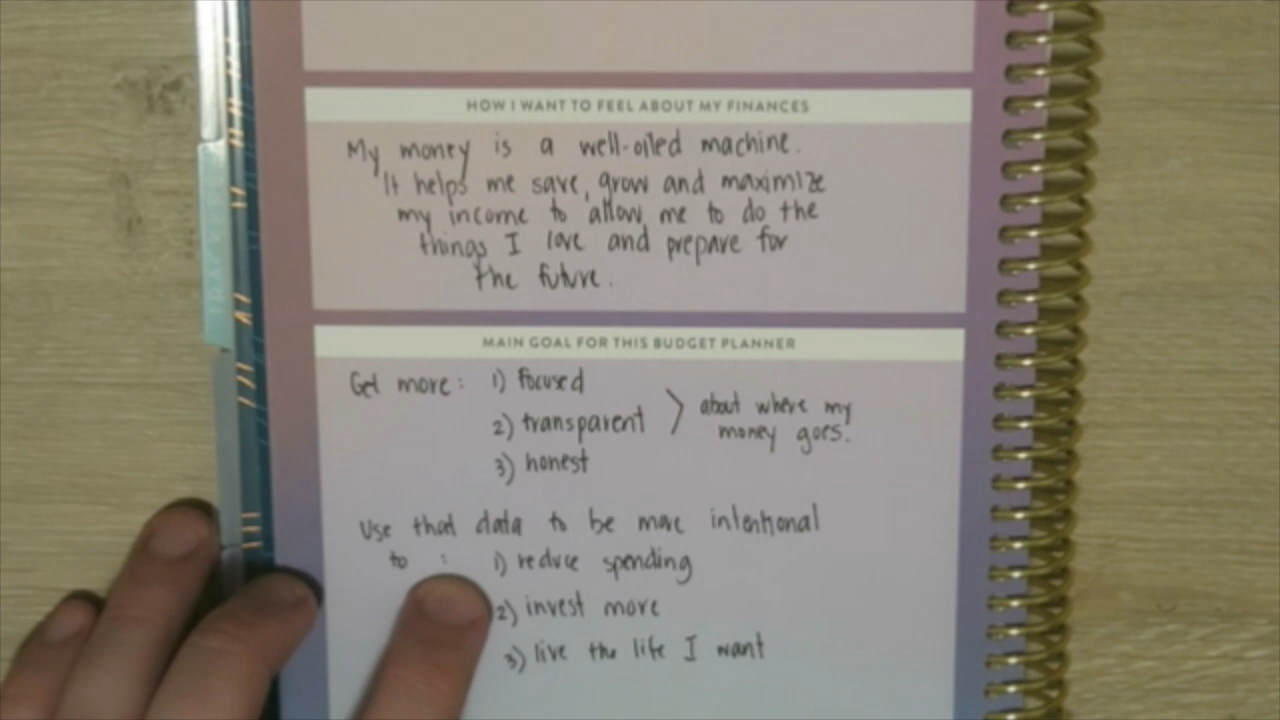 HOW I WANT TO FEEL ABOUT MY FINANCES
My money is a well-oiled machine.
It helps me save, grow and maximize
my income to allow me to do the
things I love and prepare for
the future.
MAIN GOAL FOR THIS BUDGET PLANNER
Get more: 1) focused
2) transparent > about where my
money goes.
3) honest
Use that data to be more intentional
to : 1) reduce spending
2) invest more
3) live the life I want